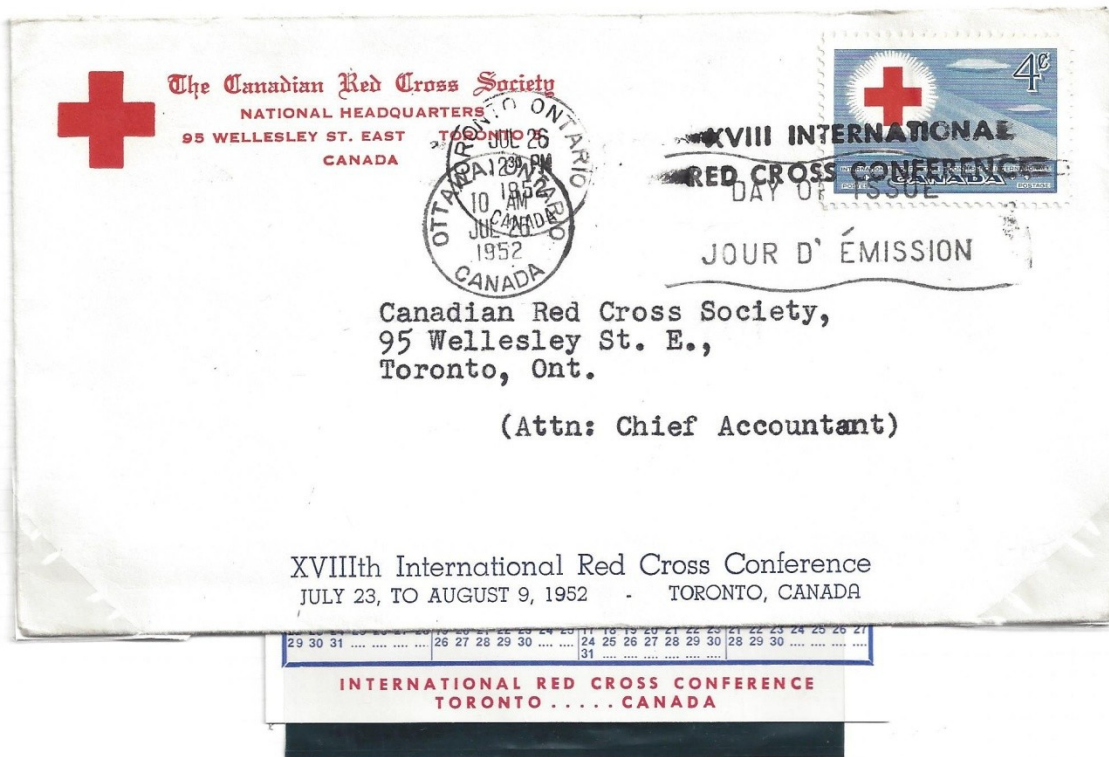 The Canadian Red Cross Society
NATIONAL HEADQUARTERS
95 WELLESLEY ST. EAST TORONTO 5
CANADA
TORONTO ONTARIO
JUL 26
12 30 PM
1952
CANADA
OTTAWA, ONTARIO
10 AM
JUL 26
1952
CANADA
4¢
XVIII INTERNATIONAL
RED CROSS CONFERENCE
CANADA
POSTES POSTAGE
DAY OF ISSUE
JOUR D' ÉMISSION
Canadian Red Cross Society,
95 Wellesley St. E.,
Toronto, Ont.
(Attn: Chief Accountant)
XVIIIth International Red Cross Conference
JULY 23, TO AUGUST 9, 1952 - TORONTO, CANADA
29 30 31 .... .... .... .... 26 27 28 29 30 .... .... 24 25 26 27 28 29 30 28 29 30 .... .... .... ....
31 .... .... .... .... .... ....
INTERNATIONAL RED CROSS CONFERENCE
TORONTO.....CANADA